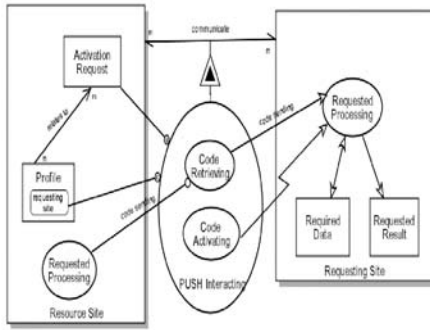 communicate
n
n
Activation
Request
n
relates to
n
Profile
requesting
site
Requested
Processing
Resource Site
code sending
code sending
Code
Retrieving
Code
Activating
PUSH Interacting
Requested
Processing
Required
Data
Requested
Result
Requesting Site